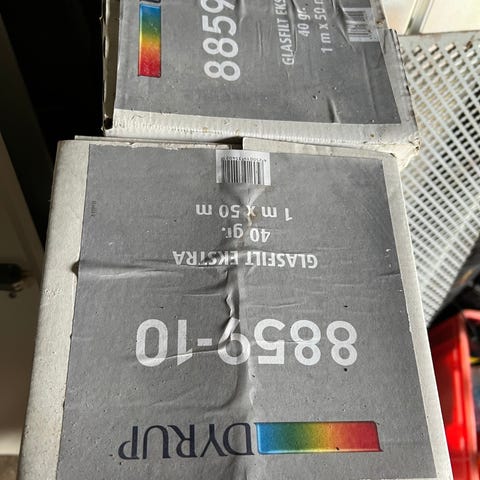 8859
GLASFILT EKS
40 gr.
1 m x 50 m
DYRUP
8859-10
GLASFILT EKSTRA
40 gr.
1 m x 50 m